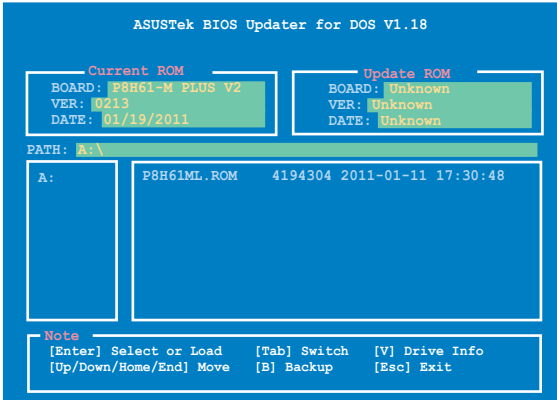 ASUSTek BIOS Updater for DOS V1.18
Current ROM
BOARD: P8H61-M PLUS V2
VER: 0213
DATE: 01/19/2011
Update ROM
BOARD: Unknown
VER: Unknown
DATE: Unknown
PATH: A:\
A:
P8H61ML.ROM 4194304 2011-01-11 17:30:48
Note
[Enter] Select or Load [Tab] Switch [V] Drive Info
[Up/Down/Home/End] Move [B] Backup [Esc] Exit